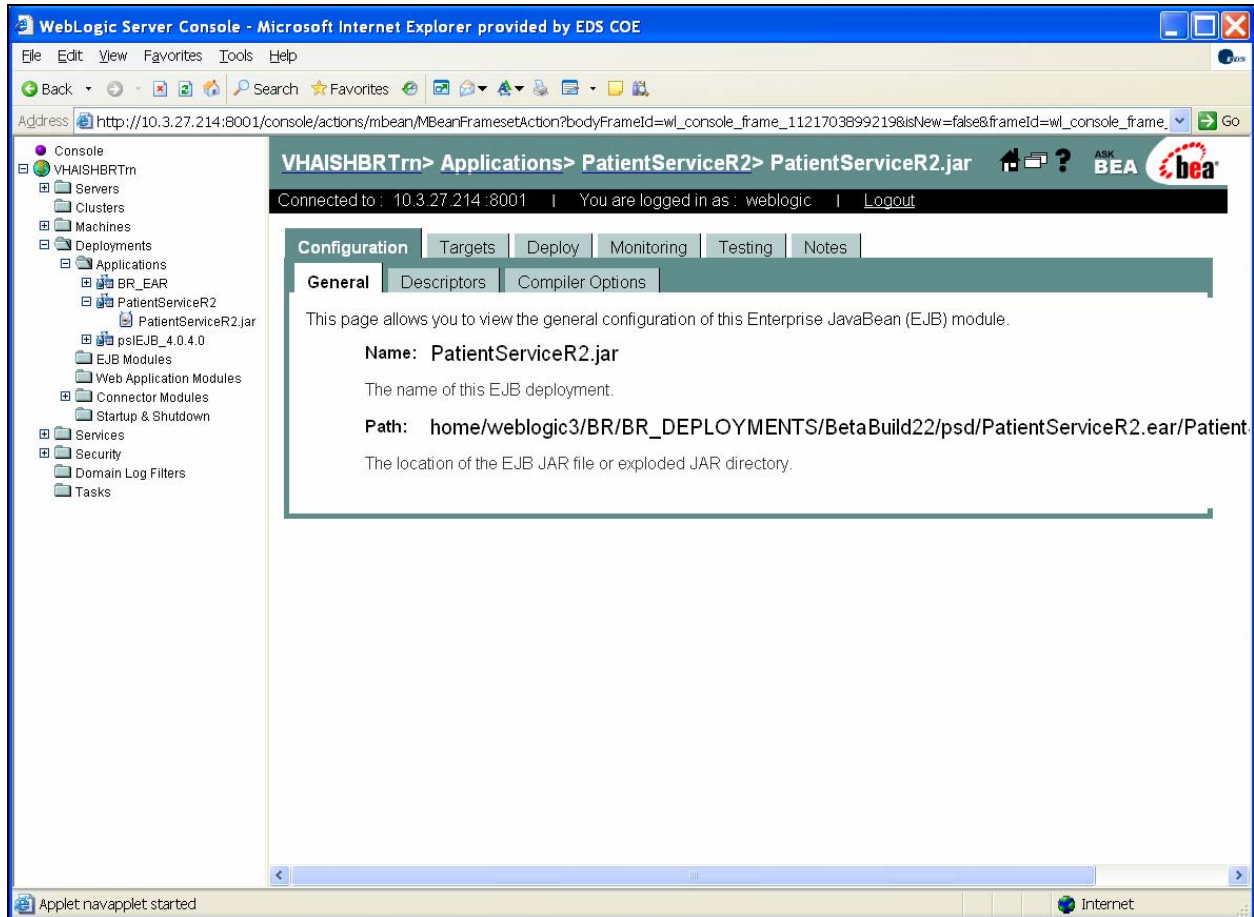 WebLogic Server Console - Microsoft Internet Explorer provided by EDS COE
File Edit View Favorites Tools Help
EDS
Back Search Favorites
Address http://10.3.27.214:8001/console/actions/mbean/MBeanFramesetAction?bodyFrameId=wl_console_frame_1121703899219&isNew=false&frameId=wl_console_frame_ Go
Console
VHAISHBRTrn
Servers
Clusters
Machines
Deployments
Applications
BR_EAR
PatientServiceR2
PatientServiceR2.jar
pslEJB_4.0.4.0
EJB Modules
Web Application Modules
Connector Modules
Startup & Shutdown
Services
Security
Domain Log Filters
Tasks
VHAISHBRTrn> Applications> PatientServiceR2> PatientServiceR2.jar ? ASK BEA bea
Connected to : 10.3.27.214 :8001 | You are logged in as : weblogic | Logout
Configuration Targets Deploy Monitoring Testing Notes
General Descriptors Compiler Options
This page allows you to view the general configuration of this Enterprise JavaBean (EJB) module.
Name: PatientServiceR2.jar
The name of this EJB deployment.
Path: home/weblogic3/BR/BR_DEPLOYMENTS/BetaBuild22/psd/PatientServiceR2.ear/Patient
The location of the EJB JAR file or exploded JAR directory.
Applet navapplet started Internet